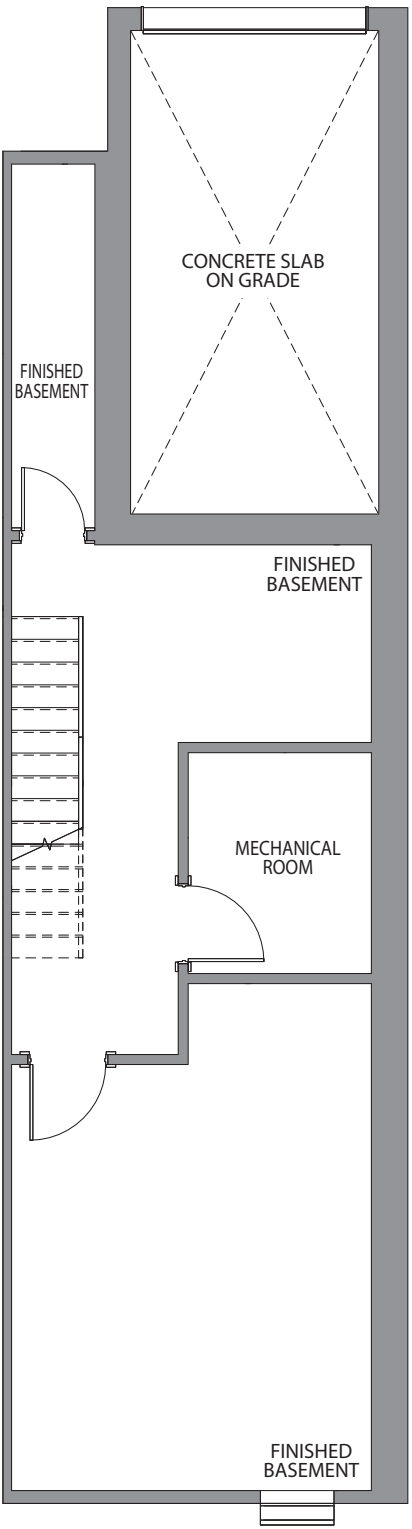 CONCRETE SLAB
ON GRADE
FINISHED
BASEMENT
FINISHED
BASEMENT
MECHANICAL
ROOM
FINISHED
BASEMENT